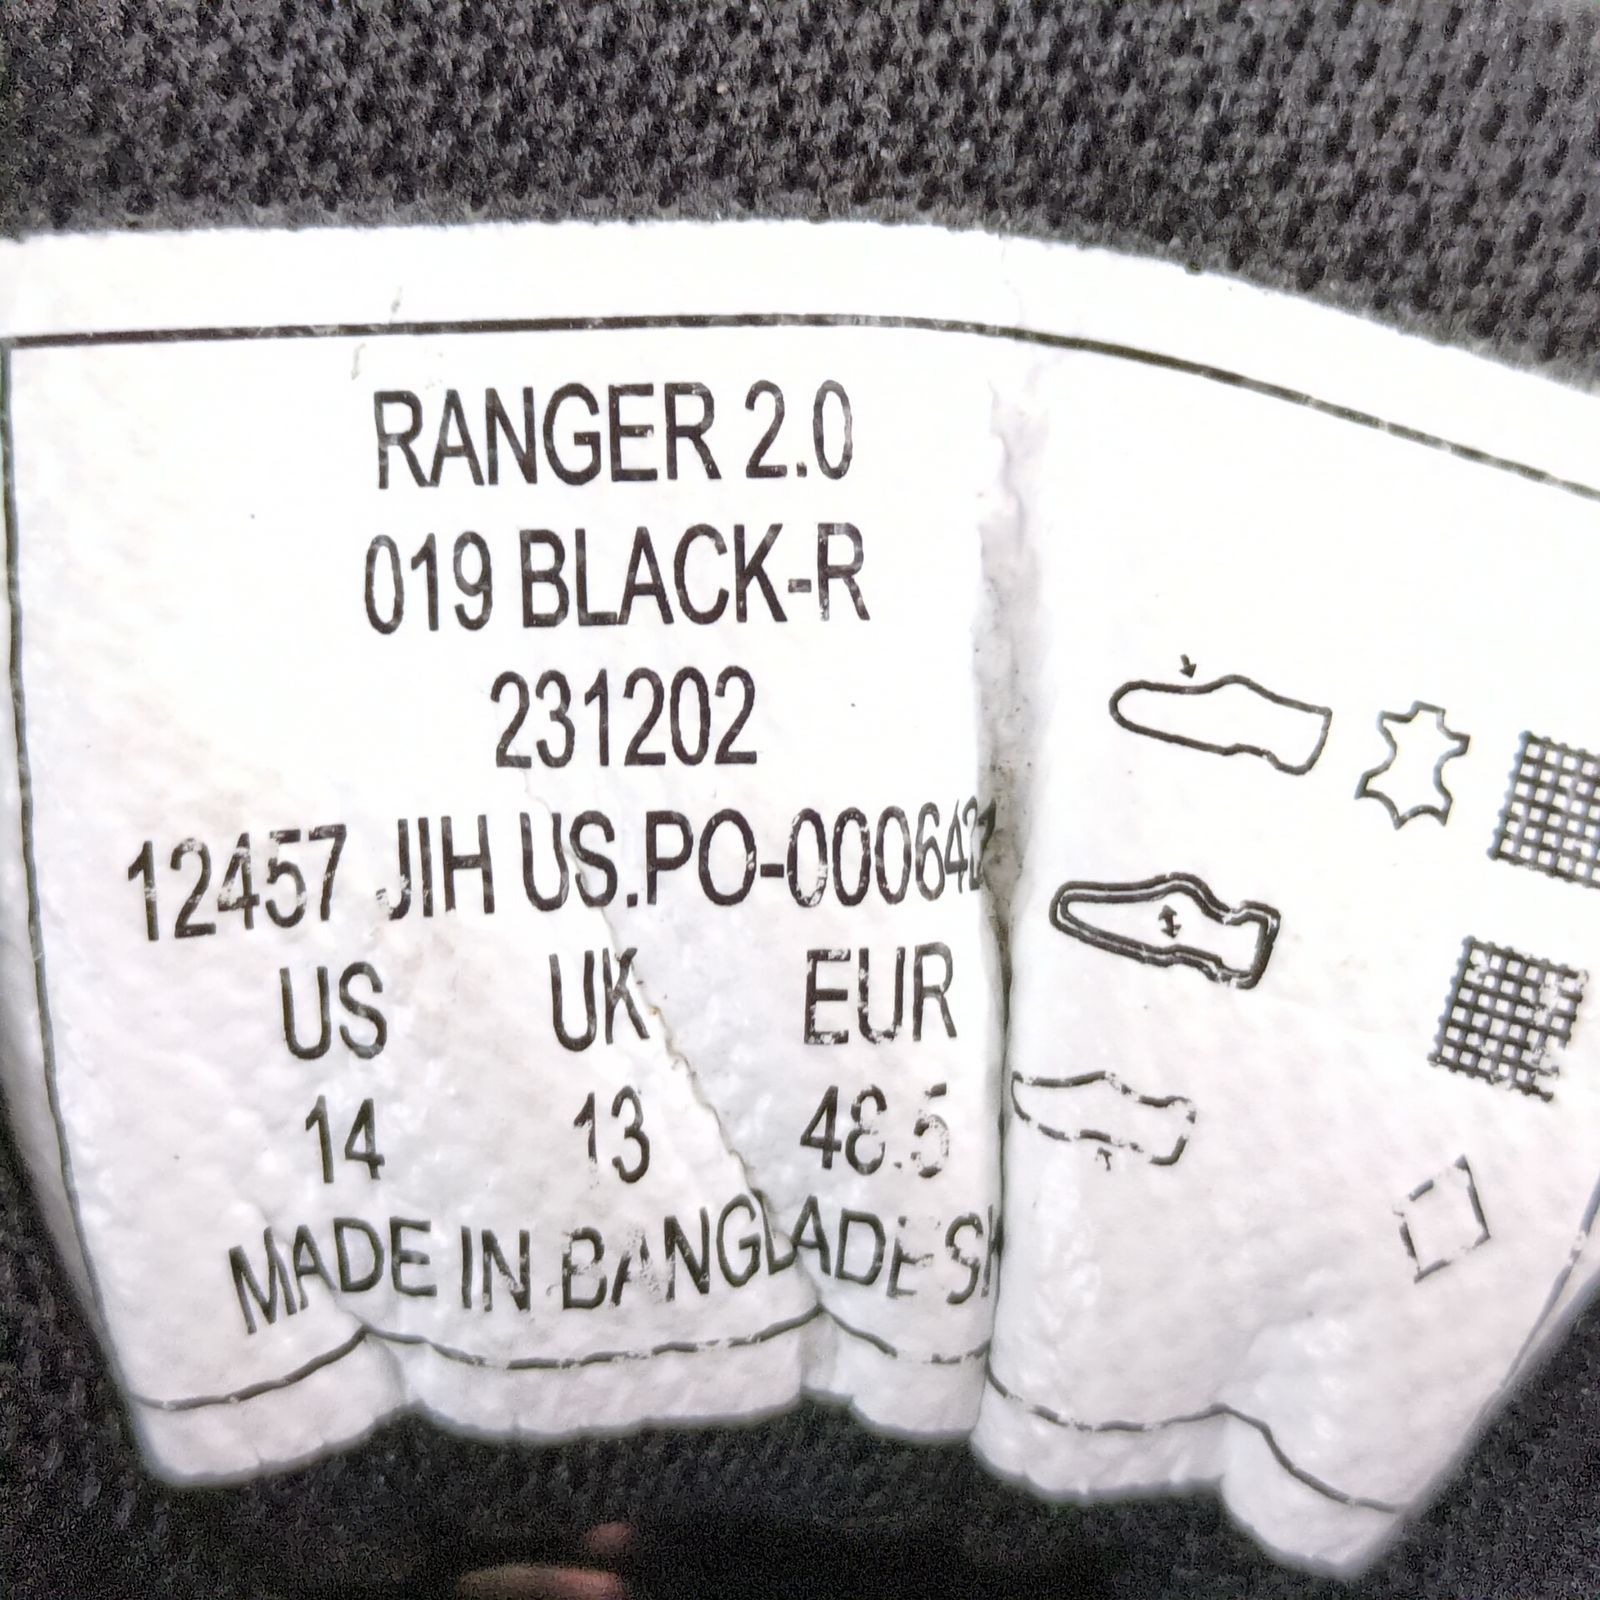 RANGER 2.0
019 BLACK-R
231202
12457 JIH US.PO-
US UK EUR
14 13 48.5
MADE IN BANGLADESH